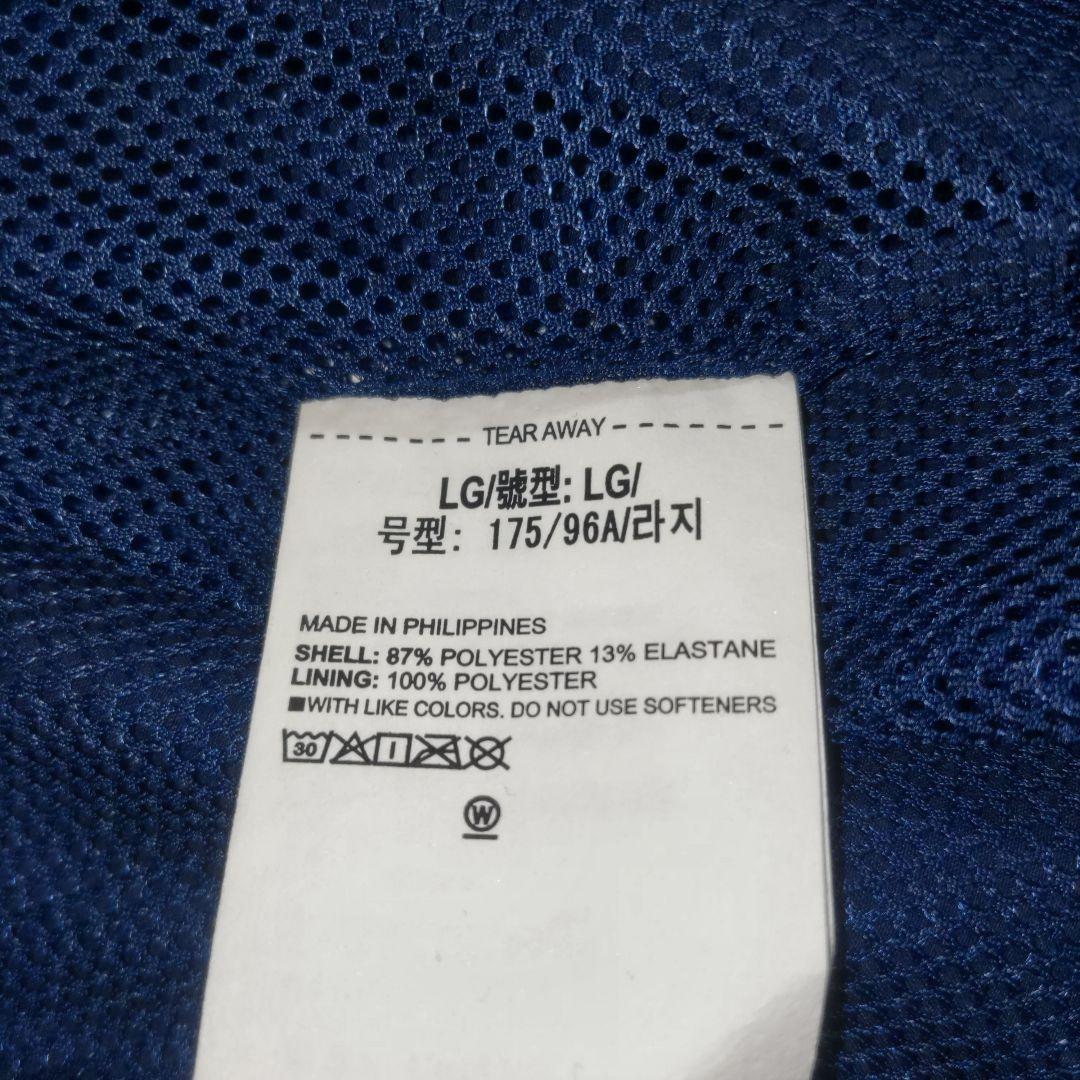 TEAR AWAY
LG/號型: LG/
号型: 175/96A/라지
MADE IN PHILIPPINES
SHELL: 87% POLYESTER 13% ELASTANE
LINING: 100% POLYESTER
■WITH LIKE COLORS. DO NOT USE SOFTENERS
30
W